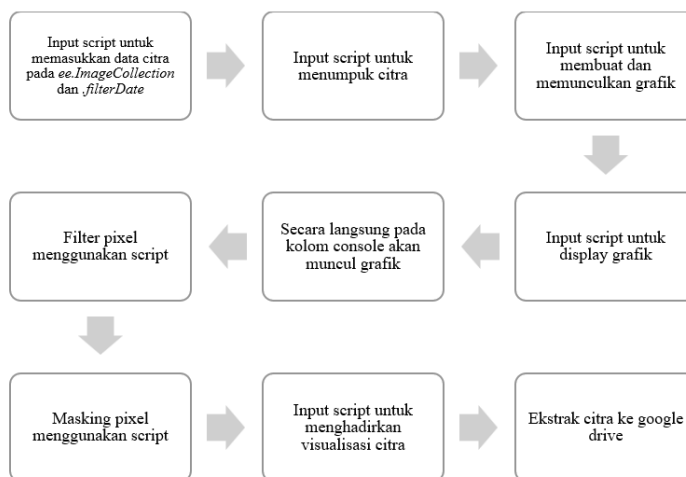 Input script untuk
memasukkan data citra
pada ee.ImageCollection
dan .filterDate
Input script untuk
menumpuk citra
Input script untuk
membuat dan
memunculkan grafik
Input script untuk
display grafik
Secara langsung pada
kolom console akan
muncul grafik
Filter pixel
menggunakan script
Masking pixel
menggunakan script
Input script untuk
menghadirkan
visualisasi citra
Ekstrak citra ke google
drive